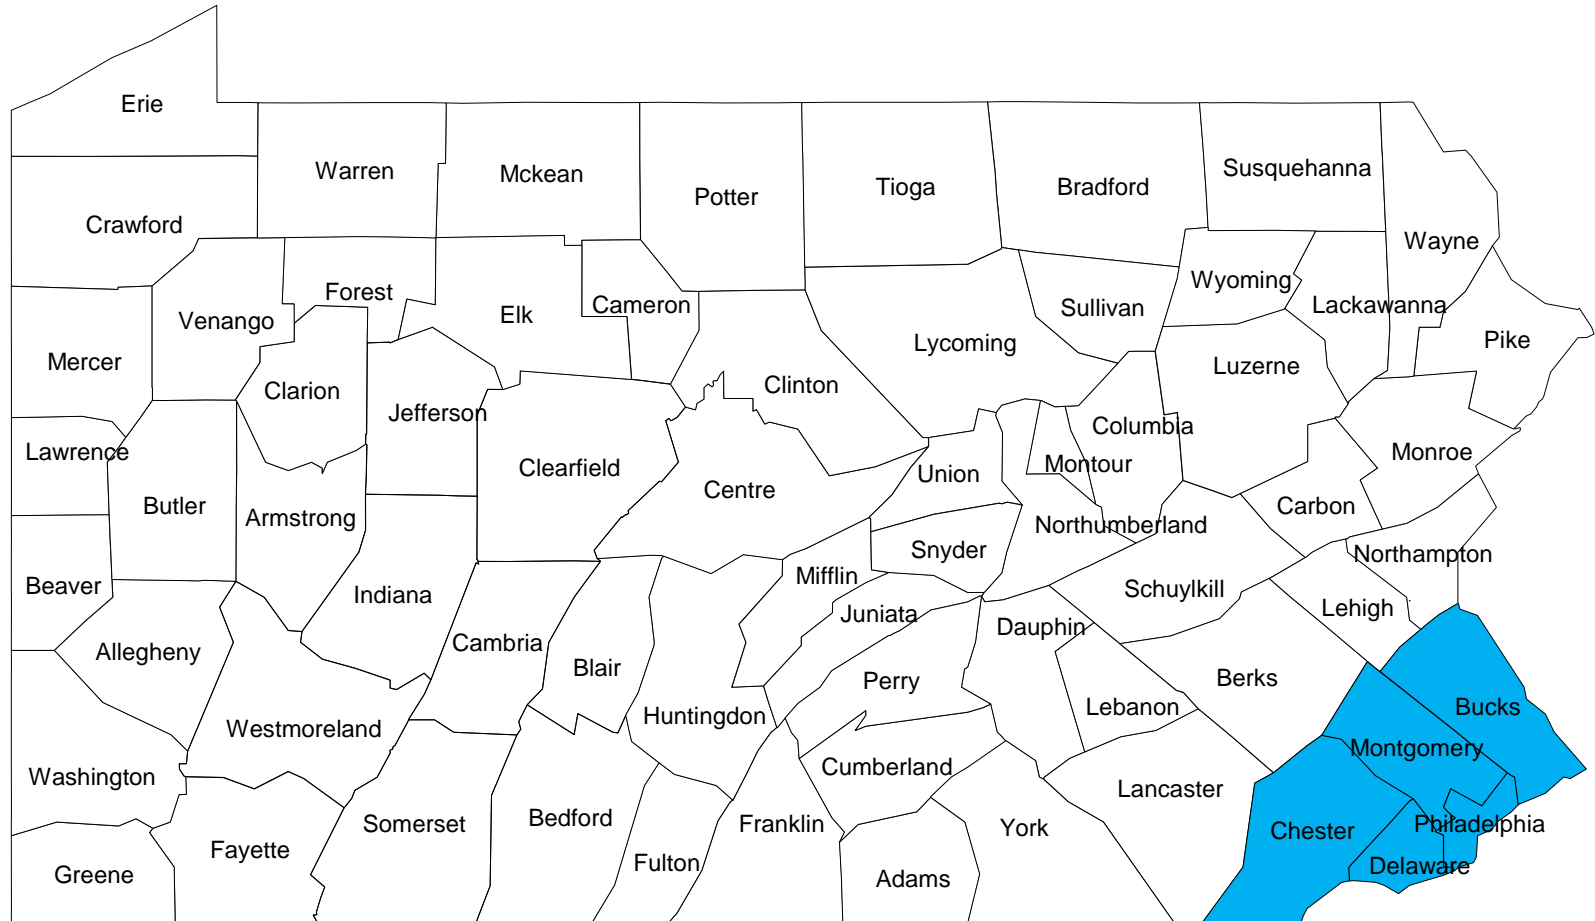 Erie
Warren
Mckean
Potter
Tioga
Bradford
Susquehanna
Crawford
Wayne
Forest
Venango
Elk
Cameron
Sullivan
Wyoming
Lackawanna
Mercer
Clarion
Jefferson
Clinton
Lycoming
Luzerne
Pike
Lawrence
Butler
Armstrong
Clearfield
Centre
Union
Montour
Columbia
Monroe
Carbon
Northumberland
Snyder
Northampton
Beaver
Indiana
Mifflin
Juniata
Schuylkill
Lehigh
Allegheny
Cambria
Blair
Dauphin
Perry
Berks
Westmoreland
Huntingdon
Lebanon
Bucks
Montgomery
Washington
Cumberland
Lancaster
Somerset
Bedford
Franklin
York
Chester
Philadelphia
Greene
Fayette
Fulton
Adams
Delaware